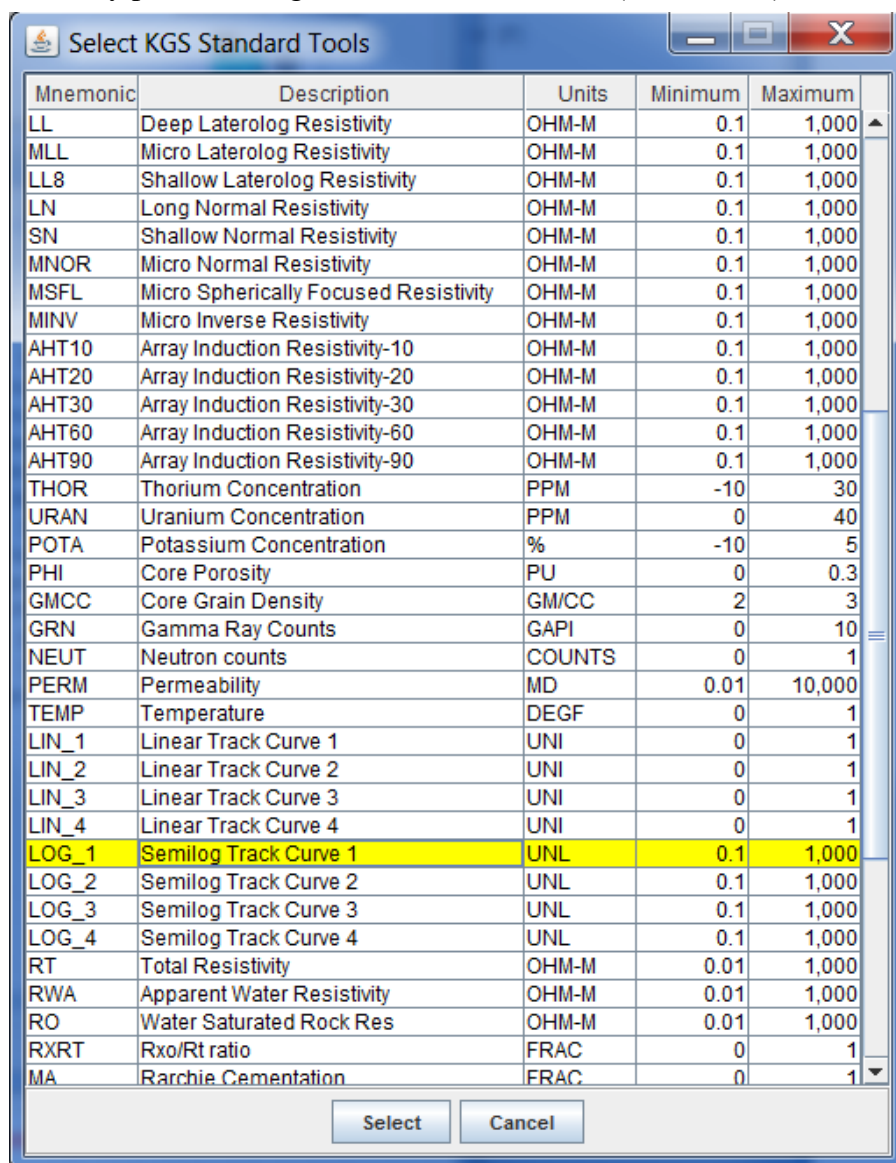 Select KGS Standard Tools
Mnemonic Description Units Minimum Maximum
LL Deep Laterolog Resistivity OHM-M 0.1 1,000
MLL Micro Laterolog Resistivity OHM-M 0.1 1,000
LL8 Shallow Laterolog Resistivity OHM-M 0.1 1,000
LN Long Normal Resistivity OHM-M 0.1 1,000
SN Shallow Normal Resistivity OHM-M 0.1 1,000
MNOR Micro Normal Resistivity OHM-M 0.1 1,000
MSFL Micro Spherically Focused Resistivity OHM-M 0.1 1,000
MINV Micro Inverse Resistivity OHM-M 0.1 1,000
AHT10 Array Induction Resistivity-10 OHM-M 0.1 1,000
AHT20 Array Induction Resistivity-20 OHM-M 0.1 1,000
AHT30 Array Induction Resistivity-30 OHM-M 0.1 1,000
AHT60 Array Induction Resistivity-60 OHM-M 0.1 1,000
AHT90 Array Induction Resistivity-90 OHM-M 0.1 1,000
THOR Thorium Concentration PPM -10 30
URAN Uranium Concentration PPM 0 40
POTA Potassium Concentration % -10 5
PHI Core Porosity PU 0 0.3
GMCC Core Grain Density GM/CC 2 3
GRN Gamma Ray Counts GAPI 0 10
NEUT Neutron counts COUNTS 0 1
PERM Permeability MD 0.01 10,000
TEMP Temperature DEGF 0 1
LIN_1 Linear Track Curve 1 UNI 0 1
LIN_2 Linear Track Curve 2 UNI 0 1
LIN_3 Linear Track Curve 3 UNI 0 1
LIN_4 Linear Track Curve 4 UNI 0 1
LOG_1 Semilog Track Curve 1 UNL 0.1 1,000
LOG_2 Semilog Track Curve 2 UNL 0.1 1,000
LOG_3 Semilog Track Curve 3 UNL 0.1 1,000
LOG_4 Semilog Track Curve 4 UNL 0.1 1,000
RT Total Resistivity OHM-M 0.01 1,000
RWA Apparent Water Resistivity OHM-M 0.01 1,000
RO Water Saturated Rock Res OHM-M 0.01 1,000
RXRT Rxo/Rt ratio FRAC 0 1
MA Rarchie Cementation FRAC 0 1
Select Cancel